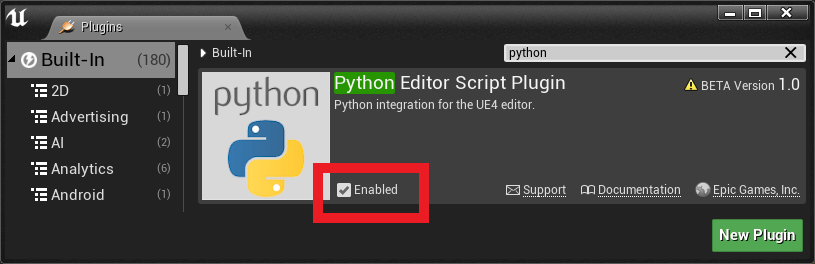 Plugins
Built-In (180)
2D (1)
Advertising (1)
AI (2)
Analytics (6)
Android (1)
Built-In
python
python
Python Editor Script Plugin
BETA Version 1.0
Python integration for the UE4 editor.
Enabled
Support
Documentation
Epic Games, Inc.
New Plugin